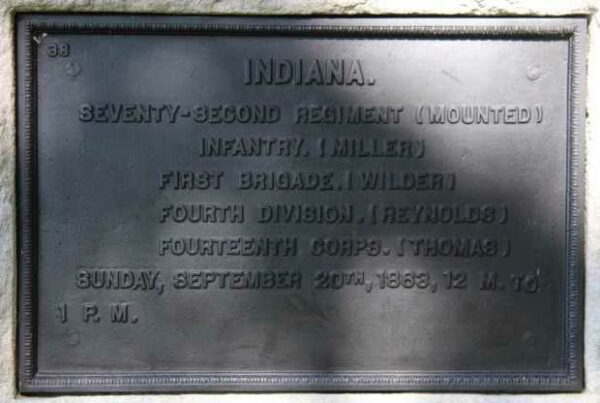 38
INDIANA.
SEVENTY-SECOND REGIMENT (MOUNTED)
INFANTRY. (MILLER)
FIRST BRIGADE. (WILDER)
FOURTH DIVISION. (REYNOLDS)
FOURTEENTH CORPS. (THOMAS)
SUNDAY, SEPTEMBER 20TH, 1863, 12 M. TO
1 P. M.